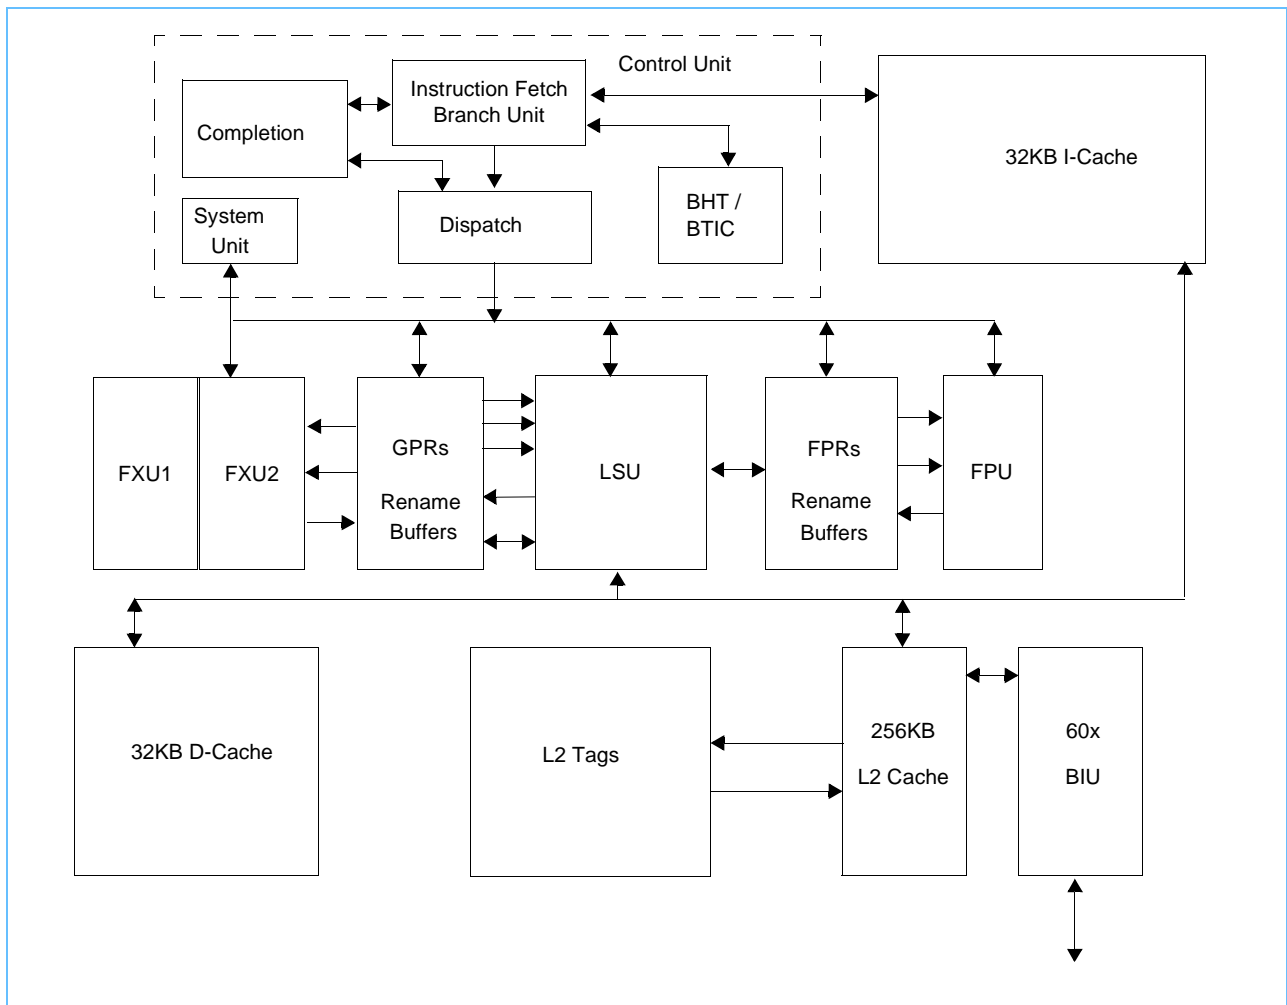 Control Unit
Instruction Fetch
Branch Unit
Completion
32KB I-Cache
System
Unit
Dispatch
BHT /
BTIC
FXU1
FXU2
GPRs
Rename
Buffers
LSU
FPRs
Rename
Buffers
FPU
32KB D-Cache
L2 Tags
256KB
L2 Cache
60x
BIU